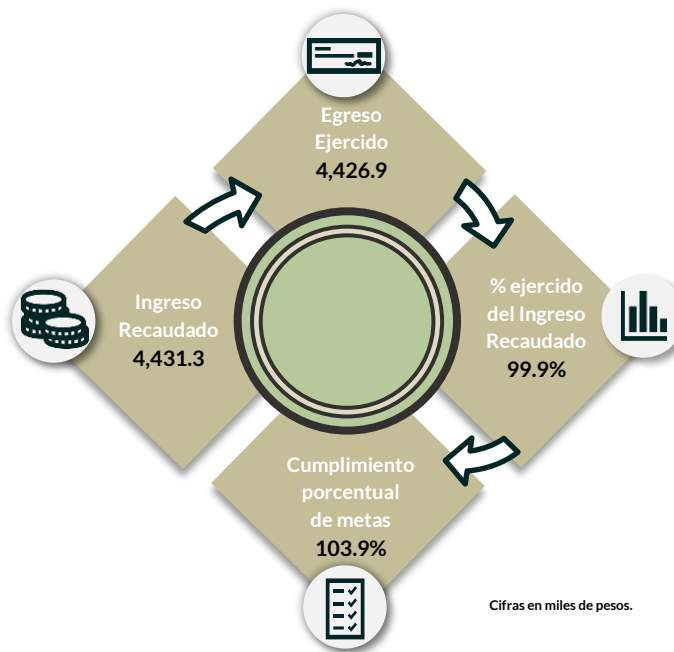 Egreso
Ejercido
4,426.9
Ingreso
Recaudado
4,431.3
% ejercido
del Ingreso
Recaudado
99.9%
Cumplimiento
porcentual
de metas
103.9%
Cifras en miles de pesos.